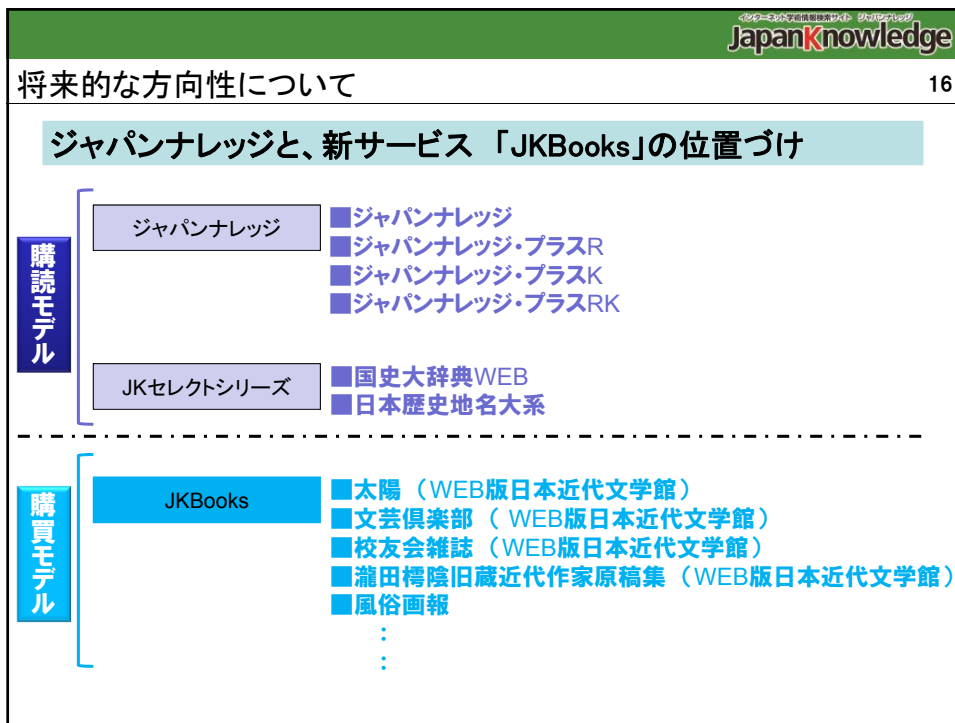 インターネット学術情報検索サイト ジャパンナレッジ
JapanKnowledge
将来的な方向性について
16
ジャパンナレッジと、新サービス 「JKBooks」の位置づけ
購読モデル
ジャパンナレッジ
■ジャパンナレッジ
■ジャパンナレッジ・プラスR
■ジャパンナレッジ・プラスK
■ジャパンナレッジ・プラスRK
JKセレクトシリーズ
■国史大辞典WEB
■日本歴史地名大系
購買モデル
JKBooks
■太陽（WEB版日本近代文学館）
■文芸倶楽部（ WEB版日本近代文学館）
■校友会雑誌（WEB版日本近代文学館）
■瀧田樗陰旧蔵近代作家原稿集（WEB版日本近代文学館）
■風俗画報
：
：